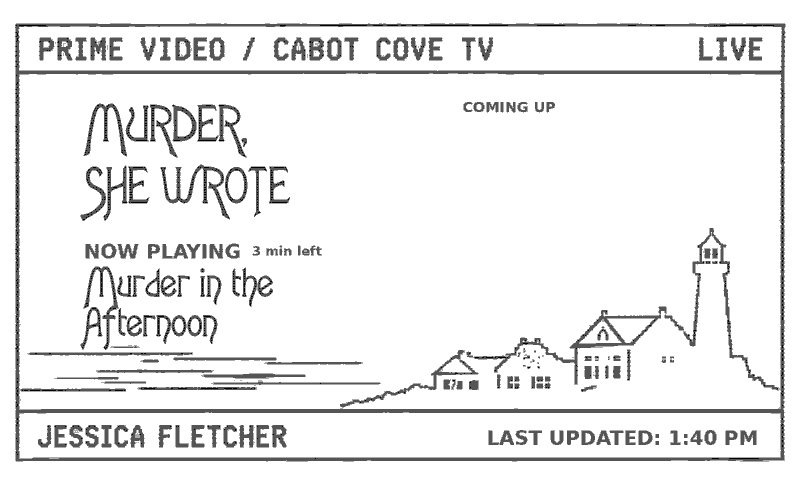 PRIME VIDEO / CABOT COVE TV
LIVE
COMING UP
MURDER,
SHE WROTE
NOW PLAYING 3 min left
Murder in the
Afternoon
JESSICA FLETCHER
LAST UPDATED: 1:40 PM